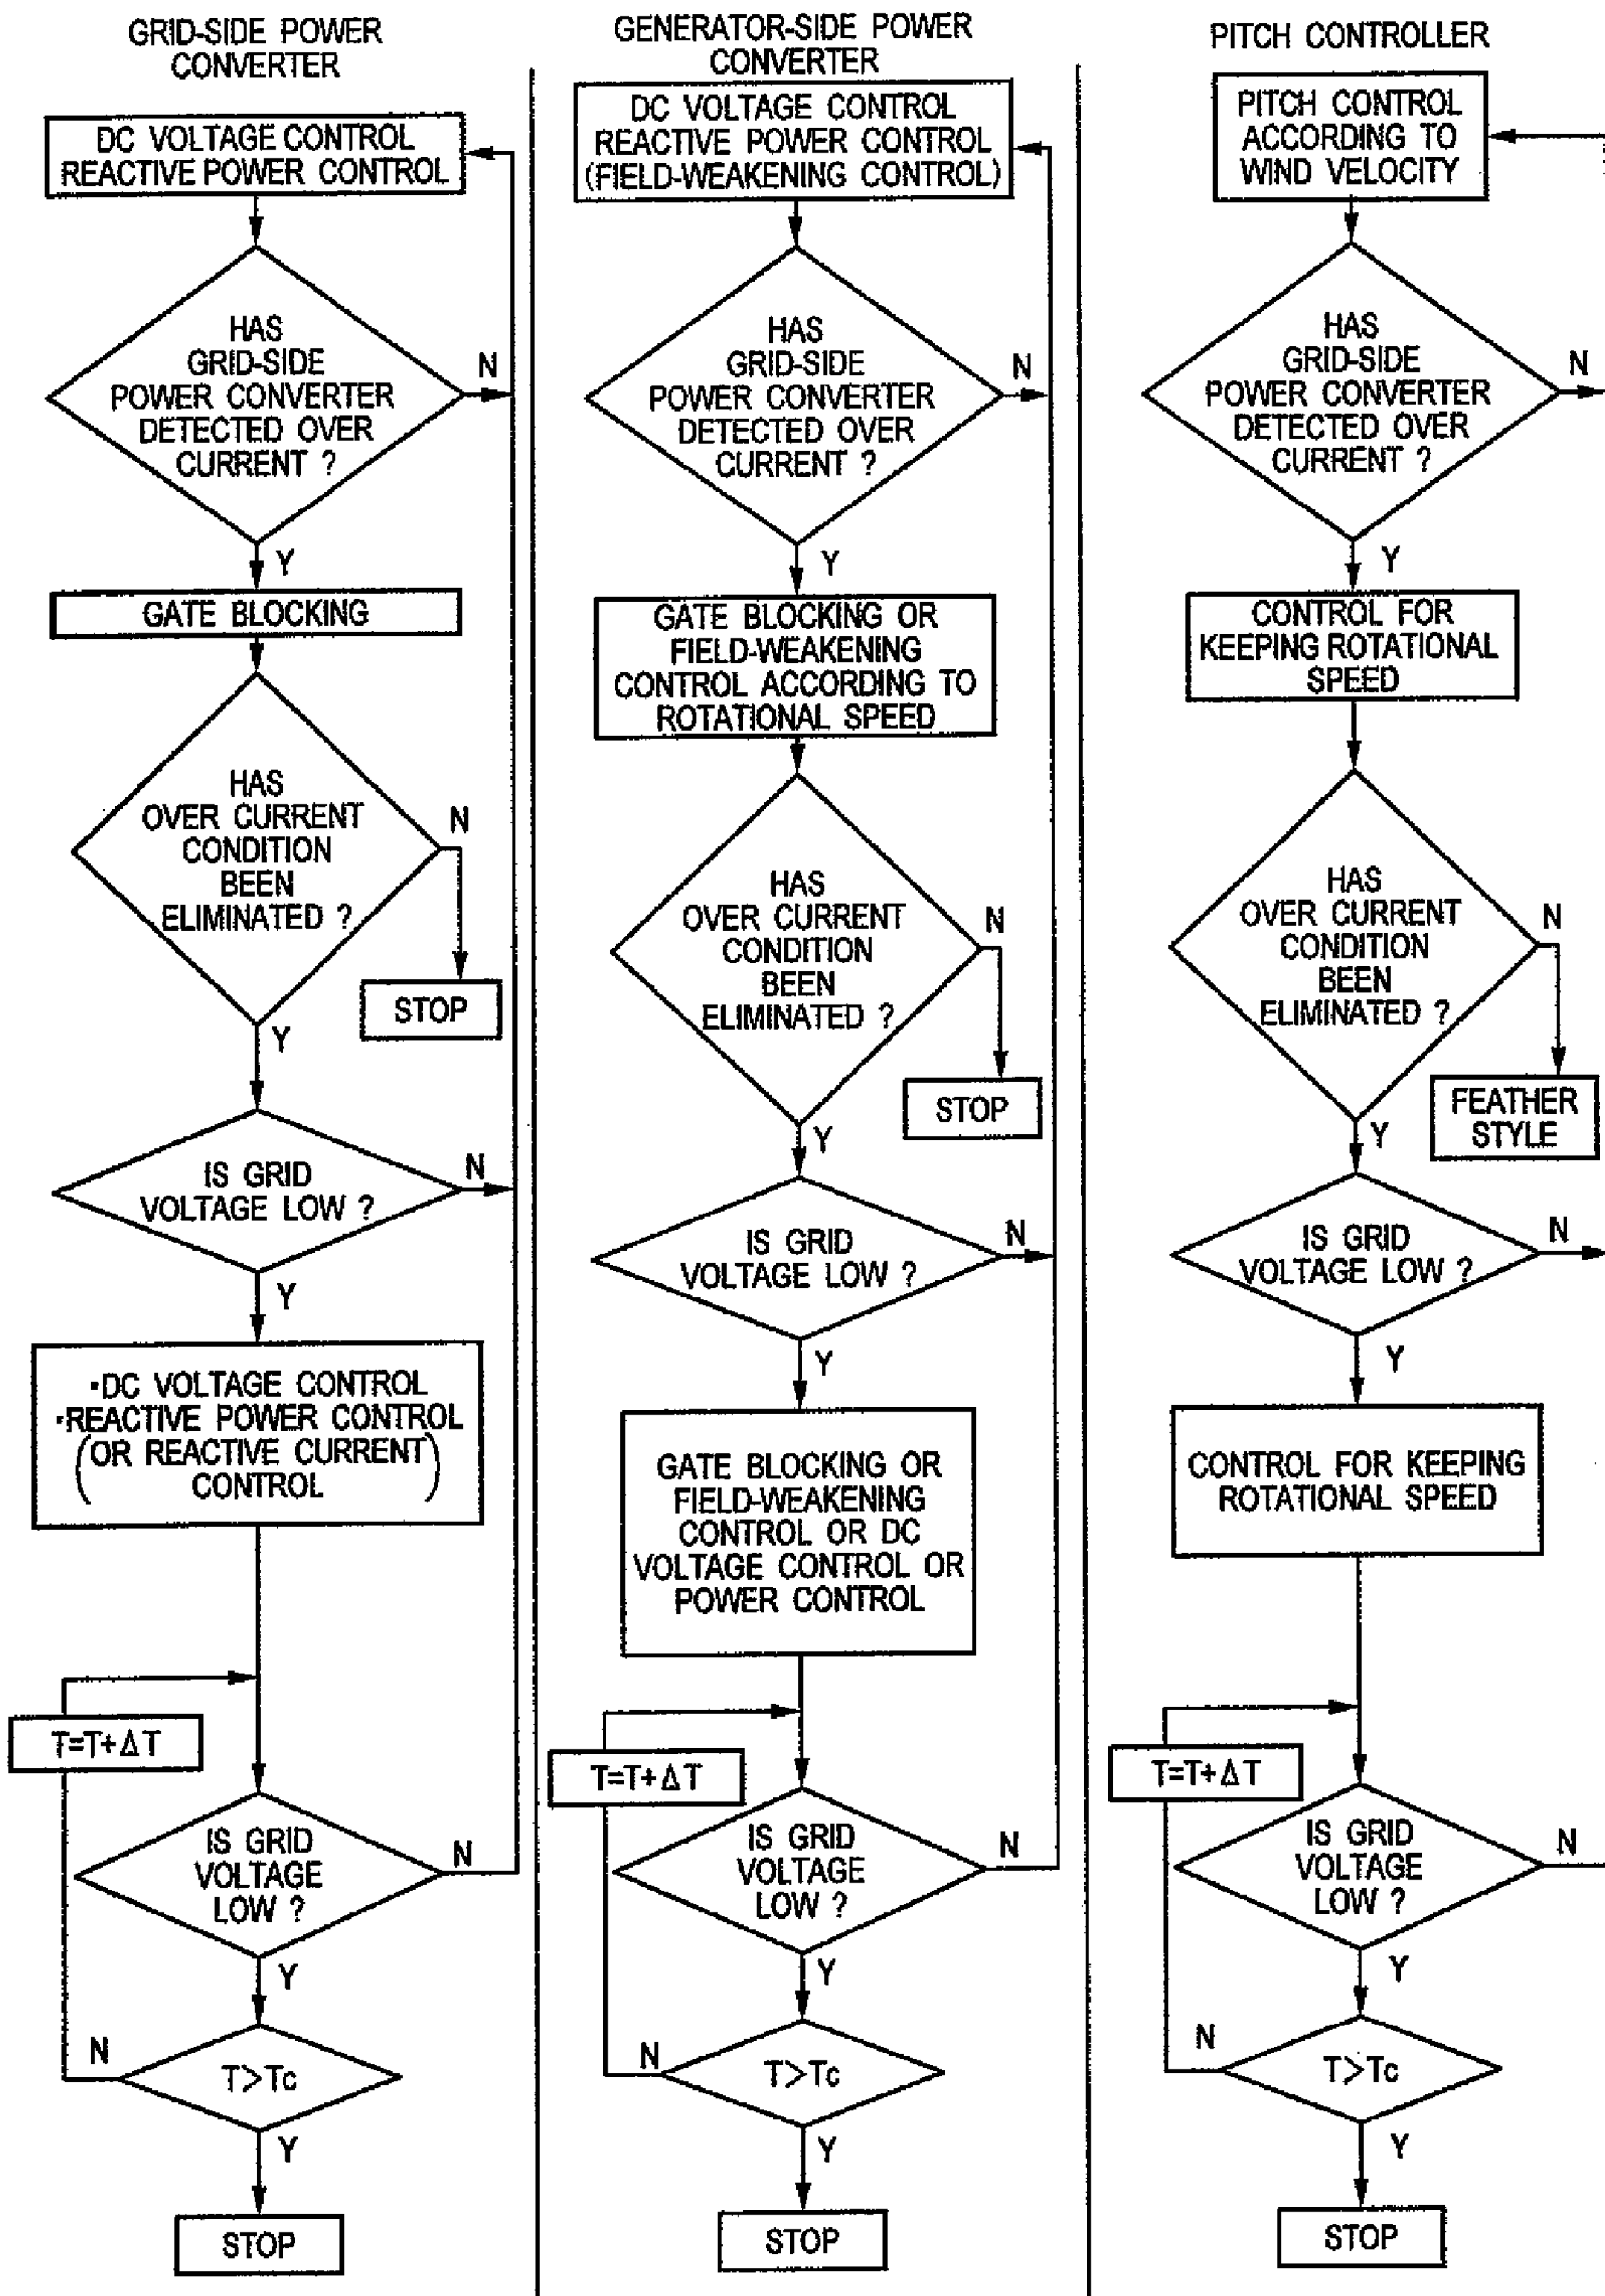 GRID-SIDE POWER
CONVERTER
DC VOLTAGE CONTROL
REACTIVE POWER CONTROL
HAS
GRID-SIDE
POWER CONVERTER
DETECTED OVER
CURRENT ?
N
Y
GATE BLOCKING
HAS
OVER CURRENT
CONDITION
BEEN
ELIMINATED ?
N
STOP
Y
IS GRID
VOLTAGE LOW ?
N
Y
▪DC VOLTAGE CONTROL
▪REACTIVE POWER CONTROL
(OR REACTIVE CURRENT)
CONTROL
T=T+ΔT
IS GRID
VOLTAGE
LOW ?
N
Y
N
T>Tc
Y
STOP
GENERATOR-SIDE POWER
CONVERTER
DC VOLTAGE CONTROL
REACTIVE POWER CONTROL
(FIELD-WEAKENING CONTROL)
HAS
GRID-SIDE
POWER CONVERTER
DETECTED OVER
CURRENT ?
N
Y
GATE BLOCKING OR
FIELD-WEAKENING
CONTROL ACCORDING TO
ROTATIONAL SPEED
HAS
OVER CURRENT
CONDITION
BEEN
ELIMINATED ?
N
STOP
Y
IS GRID
VOLTAGE LOW ?
N
Y
GATE BLOCKING OR
FIELD-WEAKENING
CONTROL OR DC
VOLTAGE CONTROL OR
POWER CONTROL
T=T+ΔT
IS GRID
VOLTAGE
LOW ?
N
Y
N
T>Tc
Y
STOP
PITCH CONTROLLER
PITCH CONTROL
ACCORDING TO
WIND VELOCITY
HAS
GRID-SIDE
POWER CONVERTER
DETECTED OVER
CURRENT ?
N
Y
CONTROL FOR
KEEPING ROTATIONAL
SPEED
HAS
OVER CURRENT
CONDITION
BEEN
ELIMINATED ?
N
FEATHER
STYLE
Y
IS GRID
VOLTAGE LOW ?
N
Y
CONTROL FOR KEEPING
ROTATIONAL SPEED
T=T+ΔT
IS GRID
VOLTAGE
LOW ?
N
Y
N
T>Tc
Y
STOP